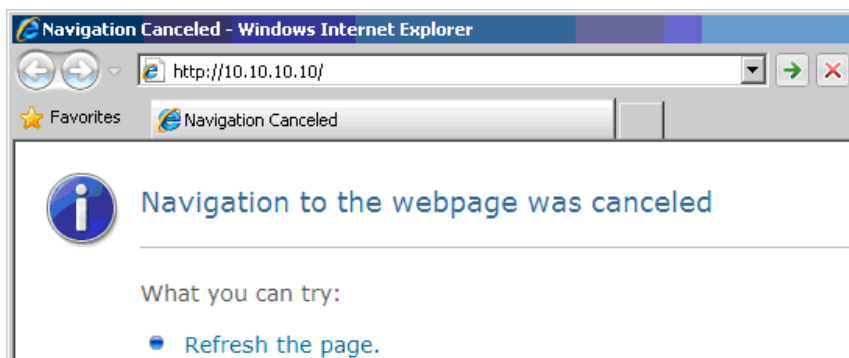 Navigation Canceled - Windows Internet Explorer
http://10.10.10.10/
Favorites Navigation Canceled
Navigation to the webpage was canceled
What you can try:
Refresh the page.